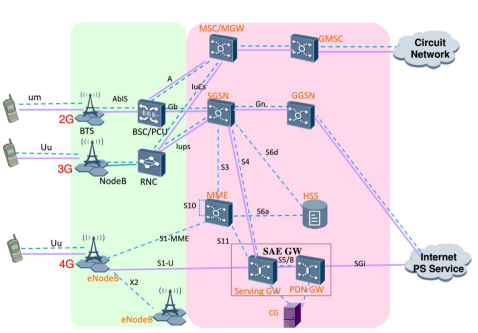 MSC/MGW
GMSC
Circuit
Network
A
IuCs
um
AbIS
Gb
SGSN
Gn
GGSN
2G
BTS
BSC/PCU
Uu
Iups
3G
NodeB
RNC
S3
S4
S6d
MME
HSS
S10
S6a
S1-MME
S11
Uu
SAE GW
Internet
PS Service
4G
S1-U
S5/8
SGi
eNodeB
X2
Serving GW
PDN GW
eNodeB
CG